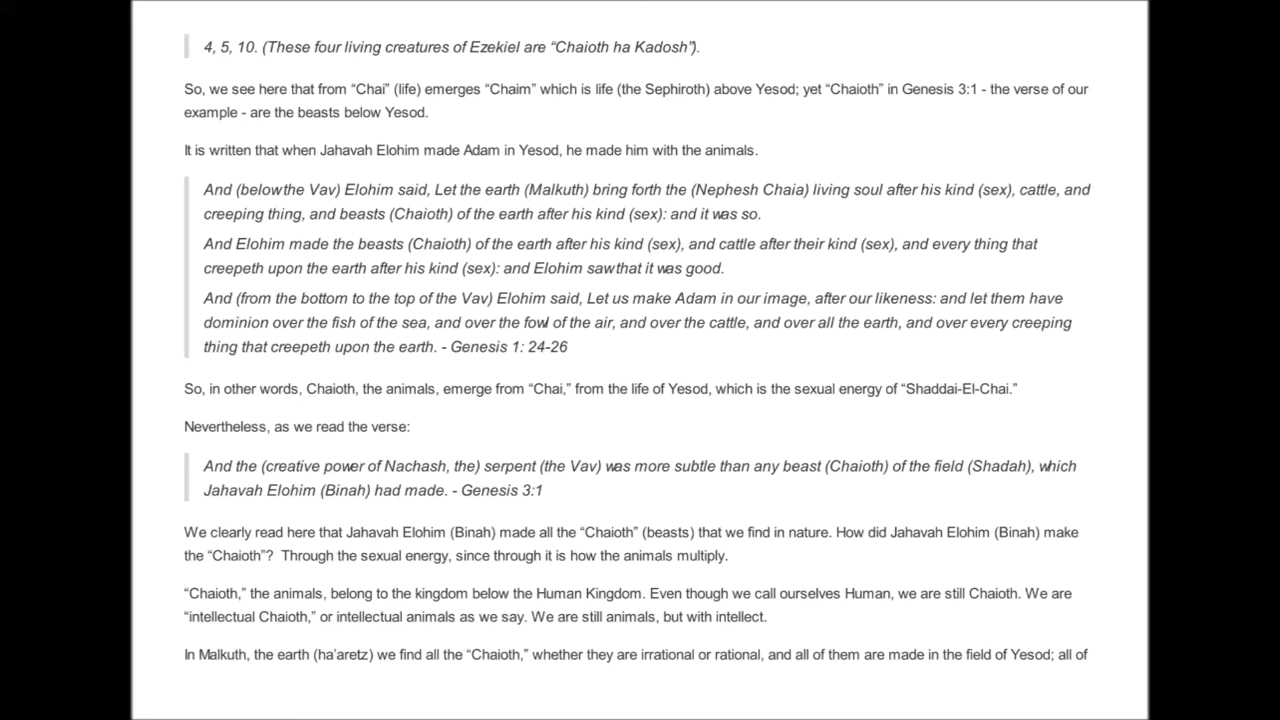 4, 5, 10. (These four living creatures of Ezekiel are “Chaioth ha Kadosh”).
So, we see here that from “Chai” (life) emerges “Chaim” which is life (the Sephiroth) above Yesod; yet “Chaioth” in Genesis 3:1 - the verse of our
example - are the beasts below Yesod.
It is written that when Jahavah Elohim made Adam in Yesod, he made him with the animals.
And (below the Vav) Elohim said, Let the earth (Malkuth) bring forth the (Nephesh Chaia) living soul after his kind (sex), cattle, and
creeping thing, and beasts (Chaioth) of the earth after his kind (sex): and it was so.
And Elohim made the beasts (Chaioth) of the earth after his kind (sex), and cattle after their kind (sex), and every thing that
creepeth upon the earth after his kind (sex): and Elohim saw that it was good.
And (from the bottom to the top of the Vav) Elohim said, Let us make Adam in our image, after our likeness: and let them have
dominion over the fish of the sea, and over the fowl of the air, and over the cattle, and over all the earth, and over every creeping
thing that creepeth upon the earth. - Genesis 1: 24-26
So, in other words, Chaioth, the animals, emerge from “Chai,” from the life of Yesod, which is the sexual energy of “Shaddai-El-Chai.”
Nevertheless, as we read the verse:
And the (creative power of Nachash, the) serpent (the Vav) was more subtle than any beast (Chaioth) of the field (Shadah), which
Jahavah Elohim (Binah) had made. - Genesis 3:1
We clearly read here that Jahavah Elohim (Binah) made all the “Chaioth” (beasts) that we find in nature. How did Jahavah Elohim (Binah) make
the “Chaioth”? Through the sexual energy, since through it is how the animals multiply.
“Chaioth,” the animals, belong to the kingdom below the Human Kingdom. Even though we call ourselves Human, we are still Chaioth. We are
“intellectual Chaioth,” or intellectual animals as we say. We are still animals, but with intellect.
In Malkuth, the earth (ha’aretz) we find all the “Chaioth,” whether they are irrational or rational, and all of them are made in the field of Yesod; all of